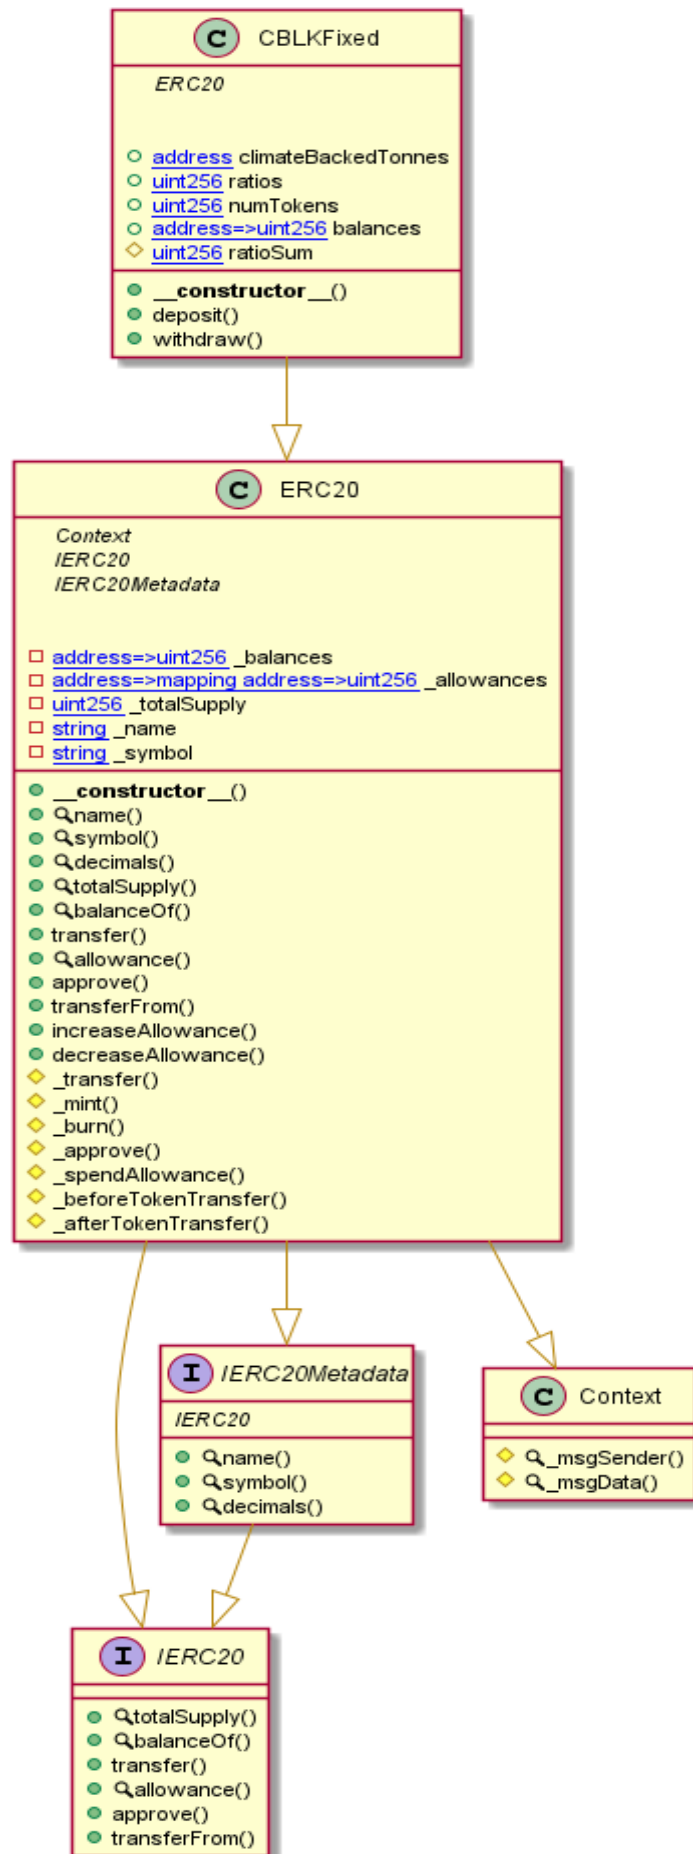 C CBLKFixed
ERC20
address climateBackedTonnes
uint256 ratios
uint256 numTokens
address=>uint256 balances
uint256 ratioSum
__constructor__()
deposit()
withdraw()
C ERC20
Context
IERC20
IERC20Metadata
address=>uint256 _balances
address=>mapping address=>uint256 _allowances
uint256 _totalSupply
string _name
string _symbol
__constructor__()
name()
symbol()
decimals()
totalSupply()
balanceOf()
transfer()
allowance()
approve()
transferFrom()
increaseAllowance()
decreaseAllowance()
_transfer()
_mint()
_burn()
_approve()
_spendAllowance()
_beforeTokenTransfer()
_afterTokenTransfer()
I IERC20Metadata
IERC20
name()
symbol()
decimals()
C Context
_msgSender()
_msgData()
I IERC20
totalSupply()
balanceOf()
transfer()
allowance()
approve()
transferFrom()